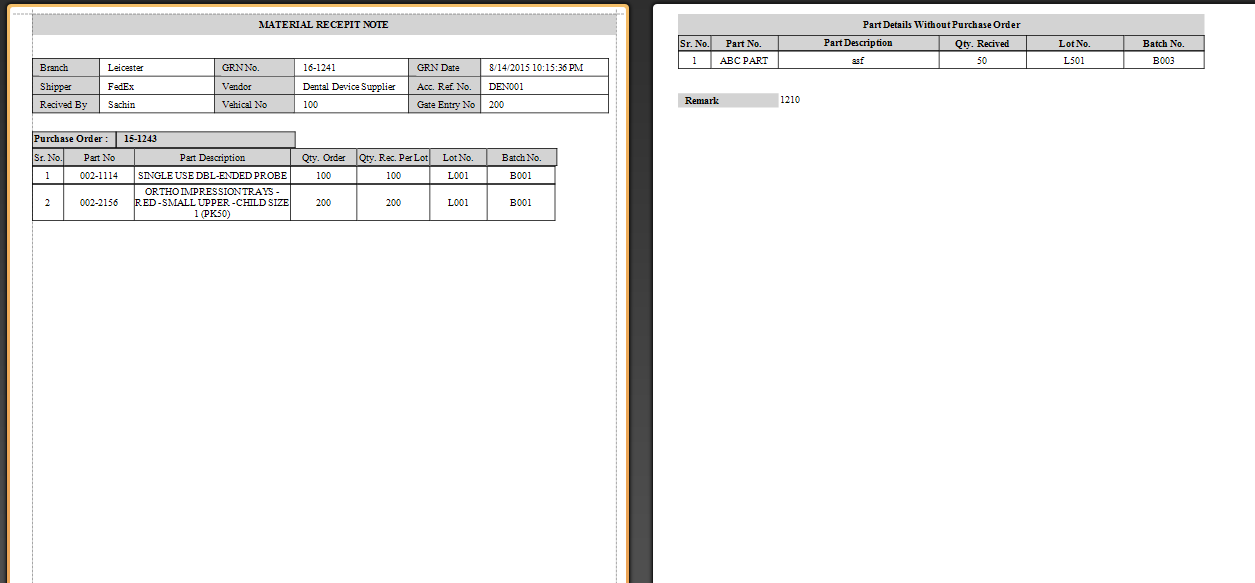 MATERIAL RECEPIT NOTE
Branch Leicester GRN No. 16-1241 GRN Date 8/14/2015 10:15:36 PM
Shipper FedEx Vendor Dental Device Supplier Acc. Ref. No. DEN001
Recived By Sachin Vehical No 100 Gate Entry No 200
Purchase Order : 15-1243
Sr. No. Part No Part Description Qty. Order Qty. Rec. Per Lot Lot No. Batch No.
1 002-1114 SINGLE USE DBL-ENDED PROBE 100 100 L001 B001
ORTHO IMPRESSION TRAYS -
2 002-2156 RED - SMALL UPPER - CHILD SIZE 200 200 L001 B001
1 (PK50)
Part Details Without Purchase Order
Sr. No. Part No. Part Description Qty. Recived Lot No. Batch No.
1 ABC PART asf 50 L501 B003
Remark 1210